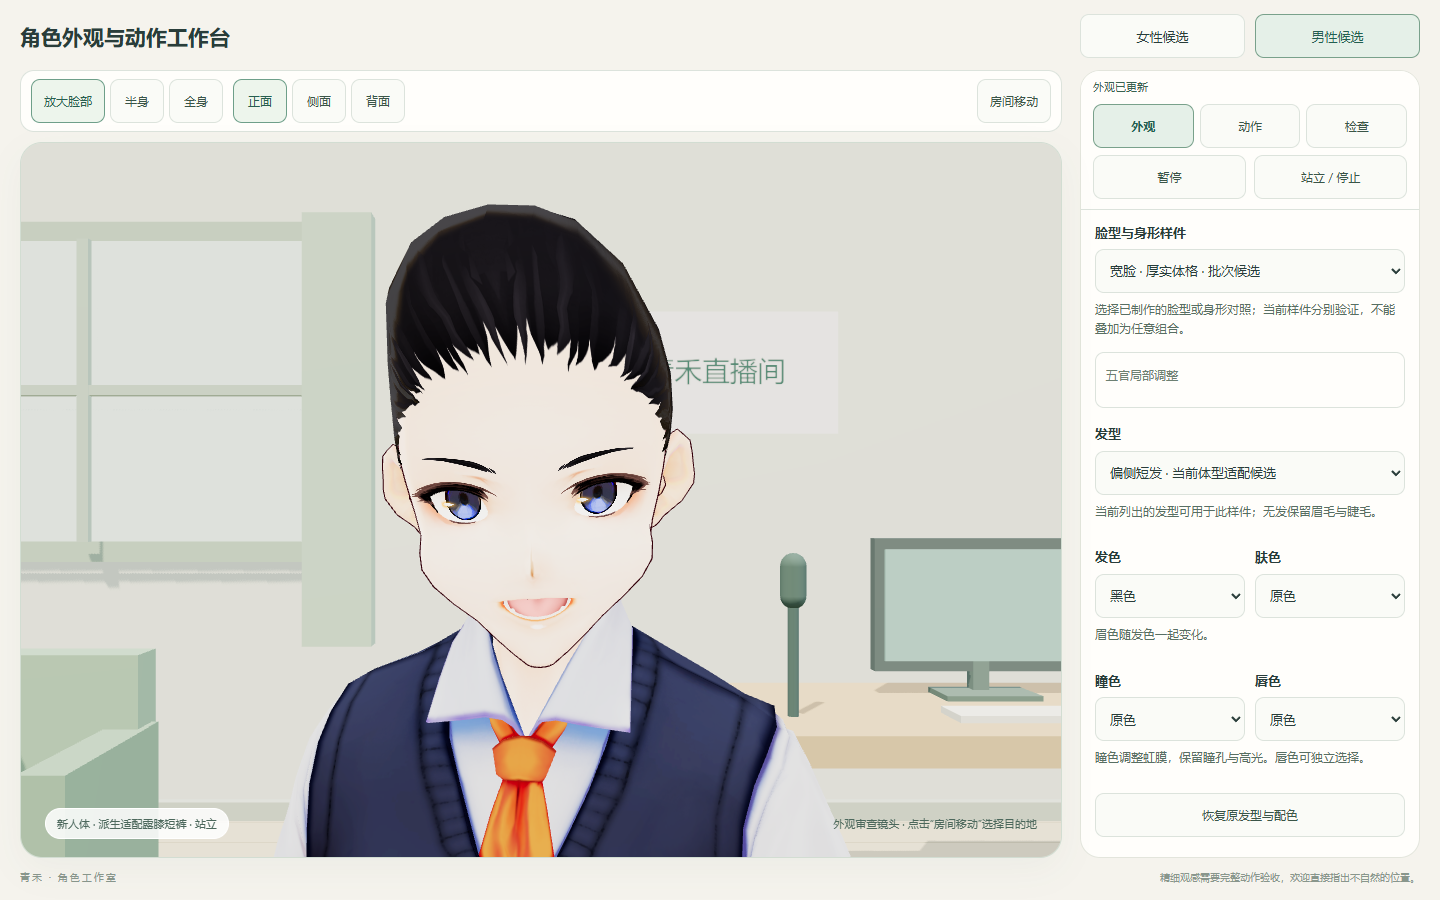 角色外观与动作工作台
女性候选
男性候选
放大脸部
半身
全身
正面
侧面
背面
房间移动
外观已更新
外观
动作
检查
暂停
站立 / 停止
脸型与身形样件
宽脸 · 厚实体格 · 批次候选
选择已制作的脸型或身形对照；当前样件分别验证，不能
叠加为任意组合。
五官局部调整
发型
偏侧短发 · 当前体型适配候选
当前列出的发型可用于此样件；无发保留眉毛与睫毛。
发色
肤色
黑色
原色
眉色随发色一起变化。
瞳色
唇色
原色
原色
瞳色调整虹膜，保留瞳孔与高光。唇色可独立选择。
恢复原发型与配色
禾直播间
新人体 · 派生适配露膝短裤 · 站立
外观审查镜头 · 点击“房间移动”选择目的地
青禾 · 角色工作室
精细观感需要完整动作验收，欢迎直接指出不自然的位置。